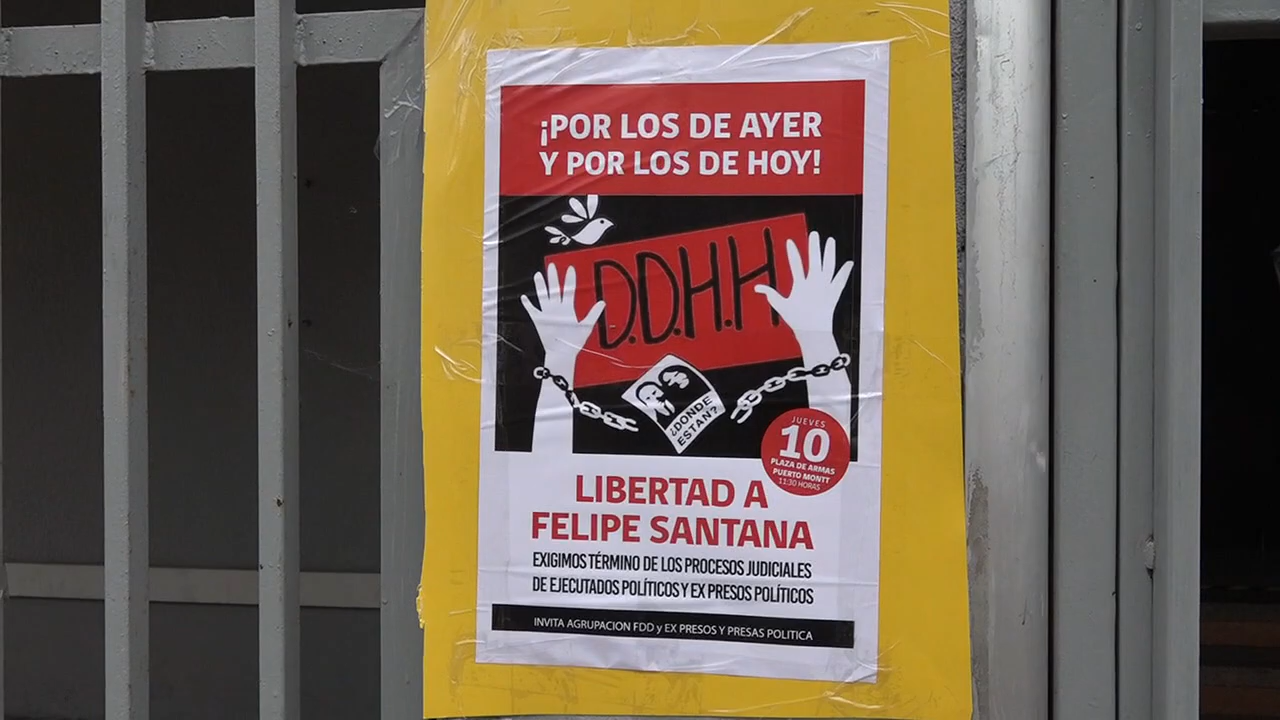 ¡POR LOS DE AYER
Y POR LOS DE HOY!
D.D.H.H
¿DONDE
ESTAN?
JUEVES
10
PLAZA DE ARMAS
PUERTO MONTT
11:30 HORAS
LIBERTAD A
FELIPE SANTANA
EXIGIMOS TÉRMINO DE LOS PROCESOS JUDICIALES
DE EJECUTADOS POLÍTICOS Y EX PRESOS POLÍTICOS
INVITA AGRUPACION FDD y EX PRESOS Y PRESAS POLITICA